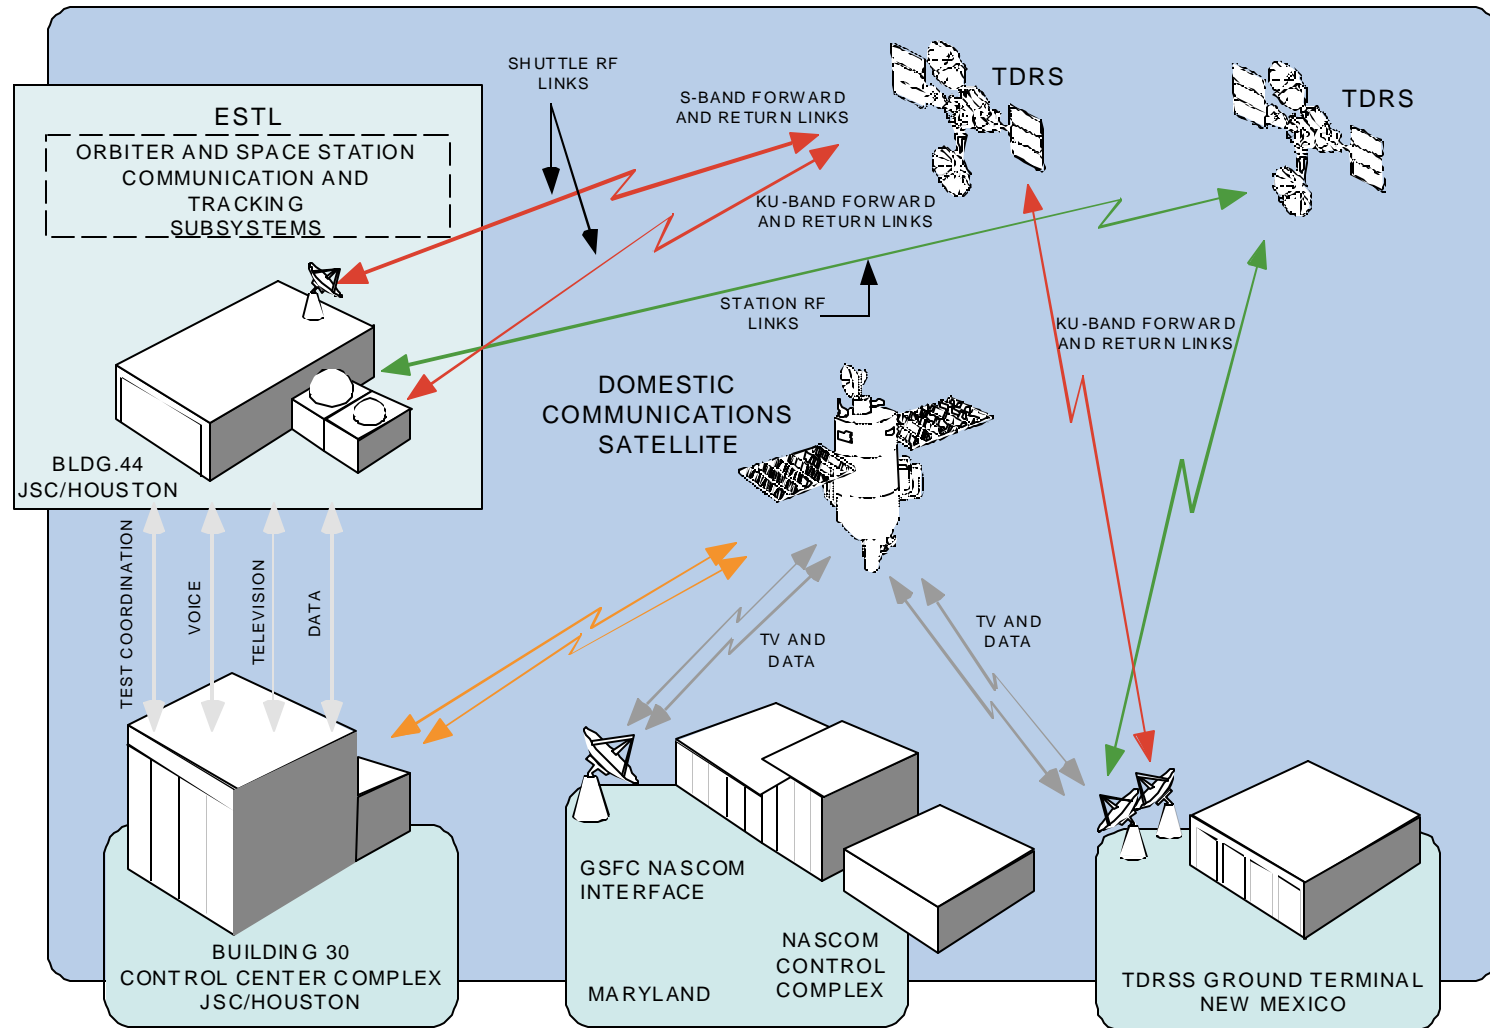 SHUTTLE RF
LINKS
S-BAND FORWARD
AND RETURN LINKS
TDRS
TDRS
ESTL
ORBITER AND SPACE STATION
COMMUNICATION AND
TRACKING
SUBSYSTEMS
KU-BAND FORWARD
AND RETURN LINKS
STATION RF
LINKS
KU-BAND FORWARD
AND RETURN LINKS
DOMESTIC
COMMUNICATIONS
SATELLITE
BLDG.44
JSC/HOUSTON
TEST COORDINATION
VOICE
TELEVISION
DATA
TV AND
DATA
TV AND
DATA
GSFC NASCOM
INTERFACE
MARYLAND
NASCOM
CONTROL
COMPLEX
BUILDING 30
CONTROL CENTER COMPLEX
JSC/HOUSTON
TDRSS GROUND TERMINAL
NEW MEXICO